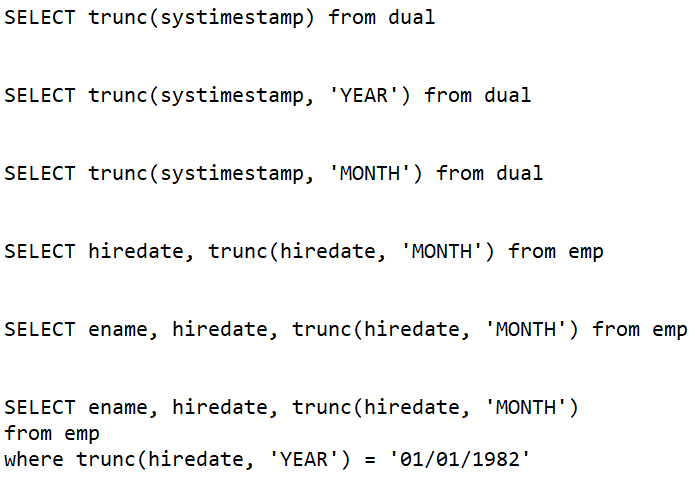 SELECT trunc(systimestamp) from dual
SELECT trunc(systimestamp, 'YEAR') from dual
SELECT trunc(systimestamp, 'MONTH') from dual
SELECT hiredate, trunc(hiredate, 'MONTH') from emp
SELECT ename, hiredate, trunc(hiredate, 'MONTH') from emp
SELECT ename, hiredate, trunc(hiredate, 'MONTH')
from emp
where trunc(hiredate, 'YEAR') = '01/01/1982'